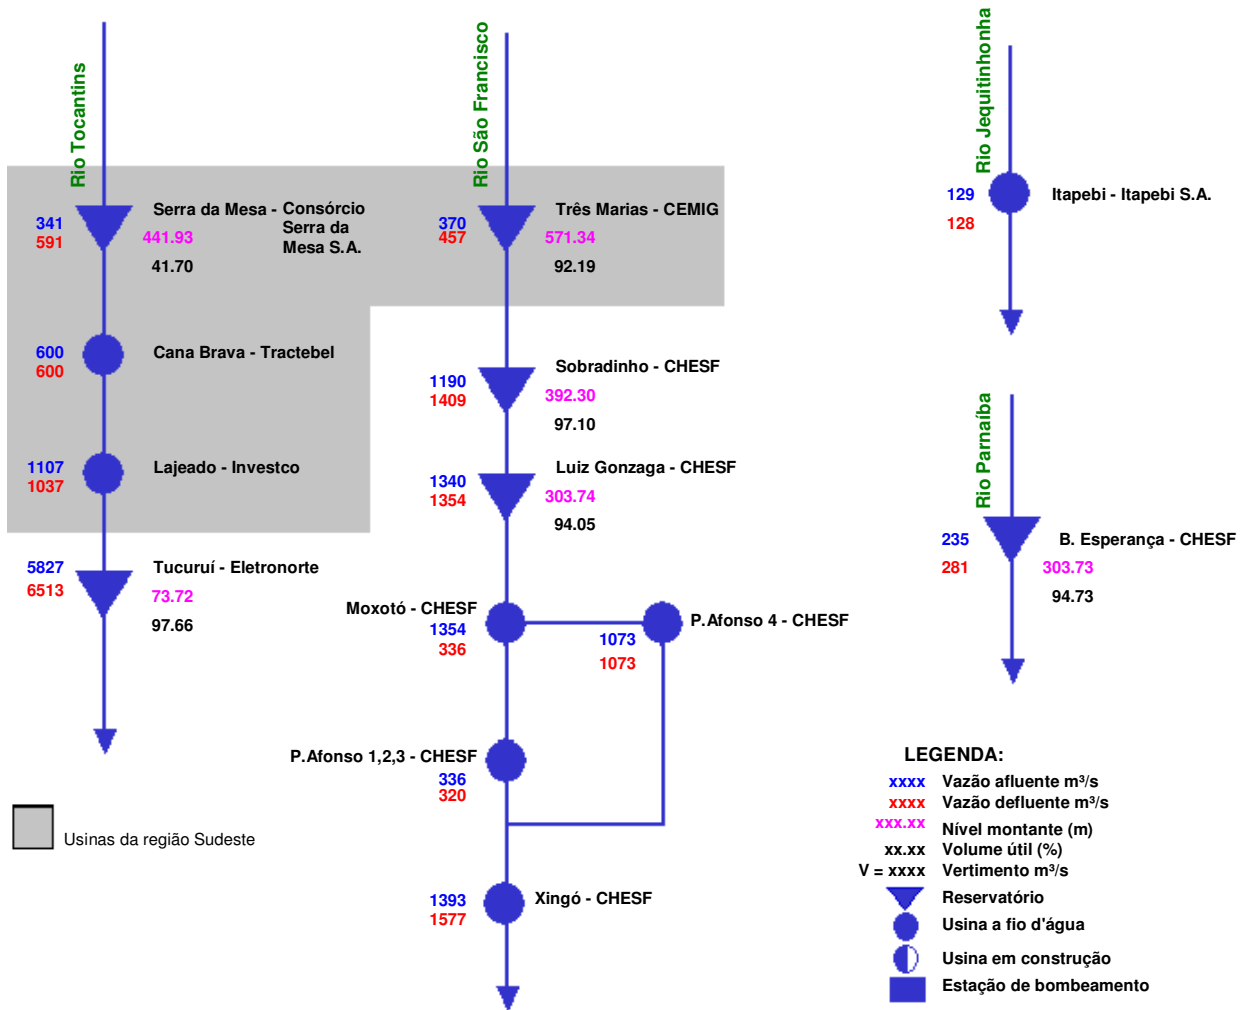 Rio Tocantins
Serra da Mesa - Consórcio
Serra da
Mesa S.A.
341
591
441.93
41.70
600
600
Cana Brava - Tractebel
1107
1037
Lajeado - Investco
5827
6513
Tucuruí - Eletronorte
73.72
97.66
Usinas da região Sudeste
Rio São Francisco
Três Marias - CEMIG
370
457
571.34
92.19
Sobradinho - CHESF
1190
1409
392.30
97.10
Luiz Gonzaga - CHESF
1340
1354
303.74
94.05
Moxotó - CHESF
1354
336
P.Afonso 4 - CHESF
1073
1073
P.Afonso 1,2,3 - CHESF
336
320
Xingó - CHESF
1393
1577
Rio Jequitinhonha
129
128
Itapebi - Itapebi S.A.
Rio Parnaíba
235
281
B. Esperança - CHESF
303.73
94.73
LEGENDA:
xxxx Vazão afluente m³/s
xxxx Vazão defluente m³/s
xxx.xx Nível montante (m)
xx.xx Volume útil (%)
V = xxxx Vertimento m³/s
Reservatório
Usina a fio d'água
Usina em construção
Estação de bombeamento